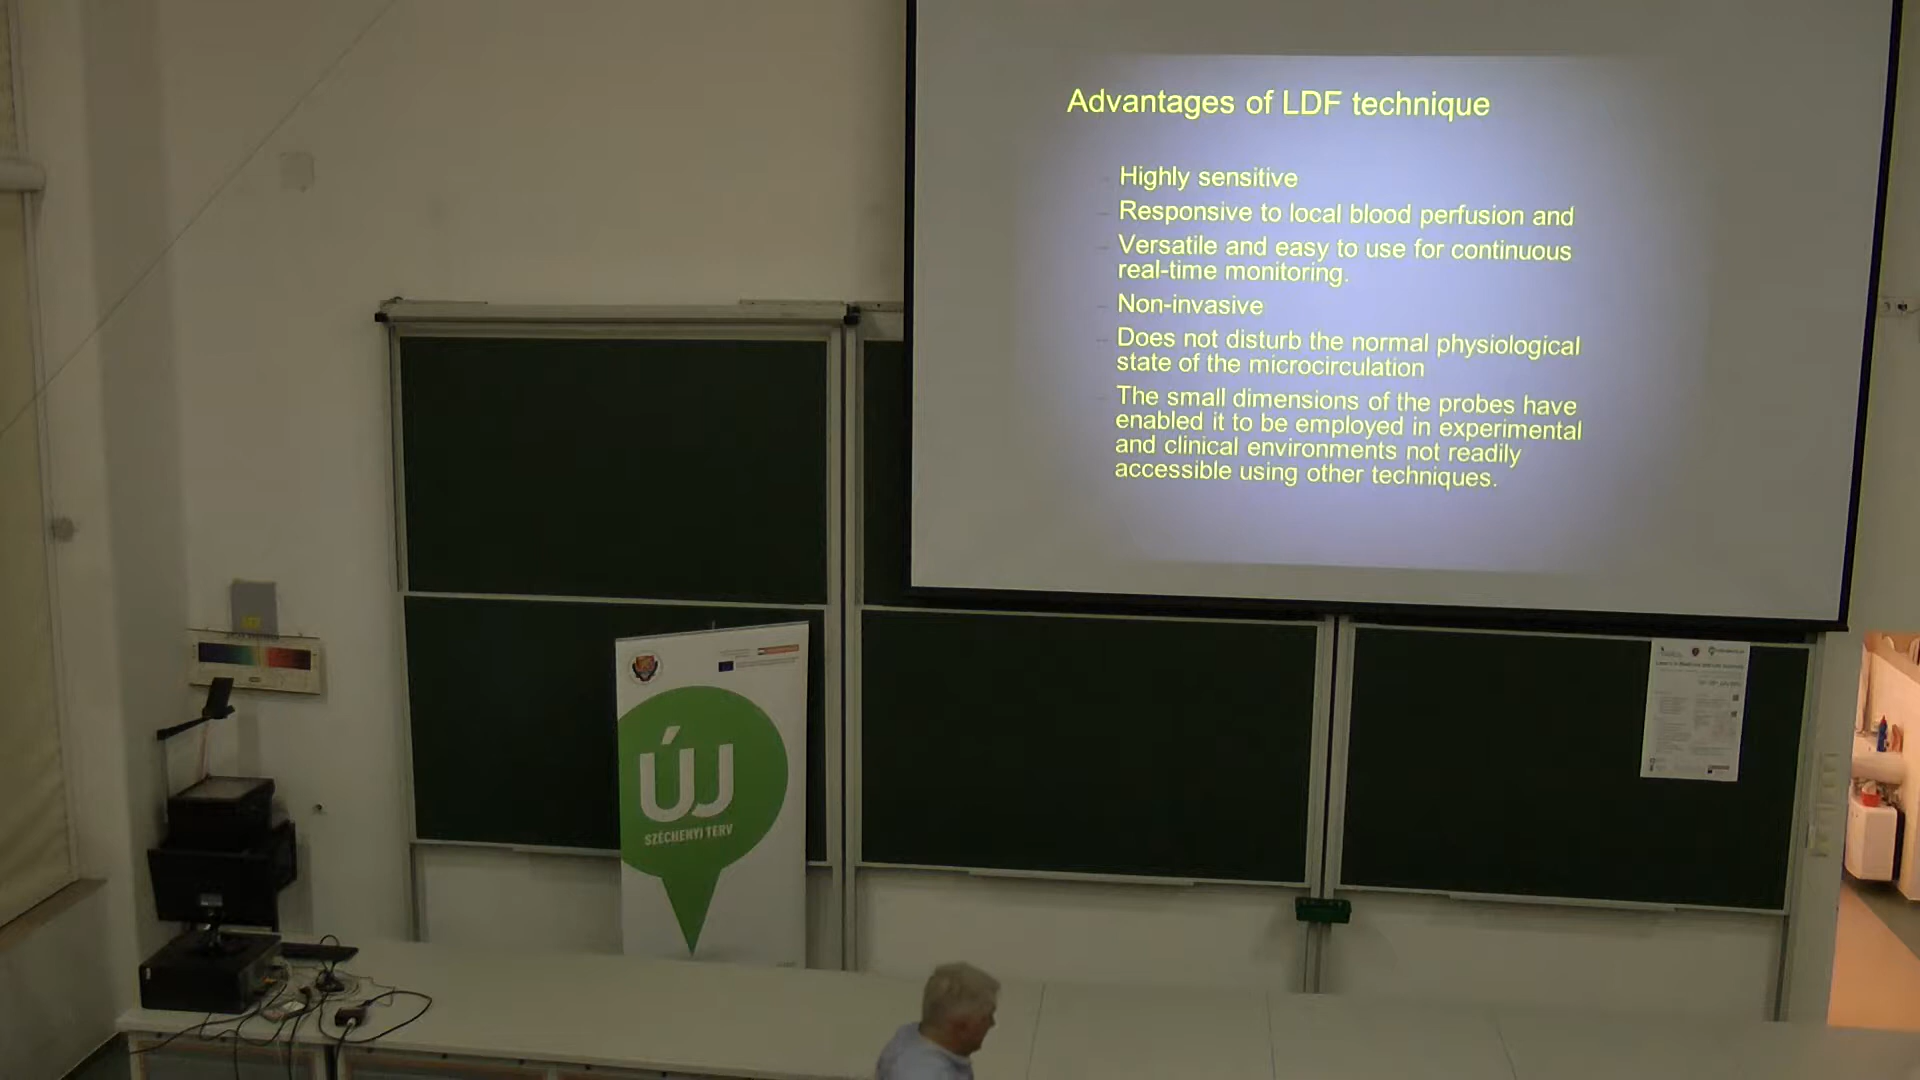 Advantages of LDF technique
Highly sensitive
Responsive to local blood perfusion and
Versatile and easy to use for continuous
real-time monitoring.
Non-invasive
Does not disturb the normal physiological
state of the microcirculation
The small dimensions of the probes have
enabled it to be employed in experimental
and clinical environments not readily
accessible using other techniques.
ÚJ
SZÉCHENYI TERV